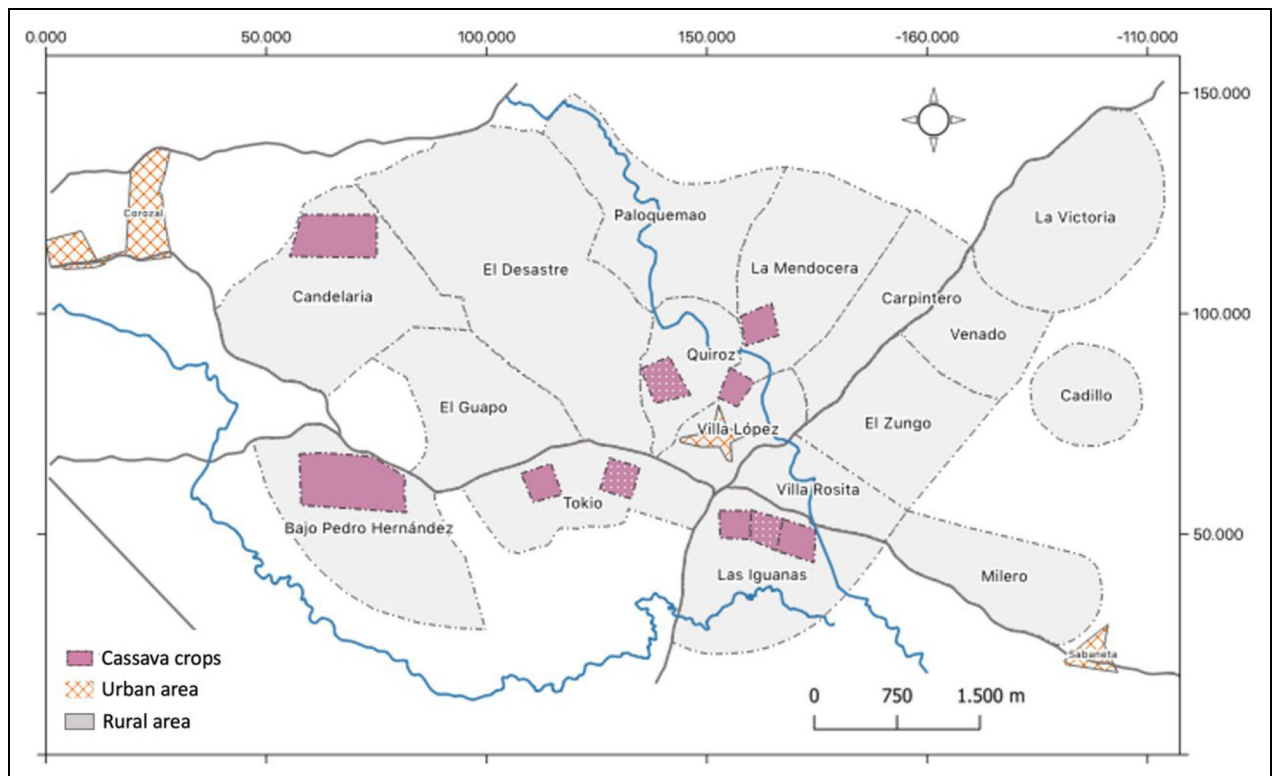 0.000 50.000 100.000 150.000 -160.000 -110.000
150.000
Corozal
Paloquemao
La Victoria
El Desastre
La Mendocera
Candelaria
Carpintero
100.000
Venado
Quiroz
Cadillo
El Guapo
El Zungo
Villa López
Villa Rosita
Tokio
Bajo Pedro Hernández
50.000
Las Iguanas
Milero
Sabaneta
Cassava crops
Urban area
Rural area
0 750 1.500 m